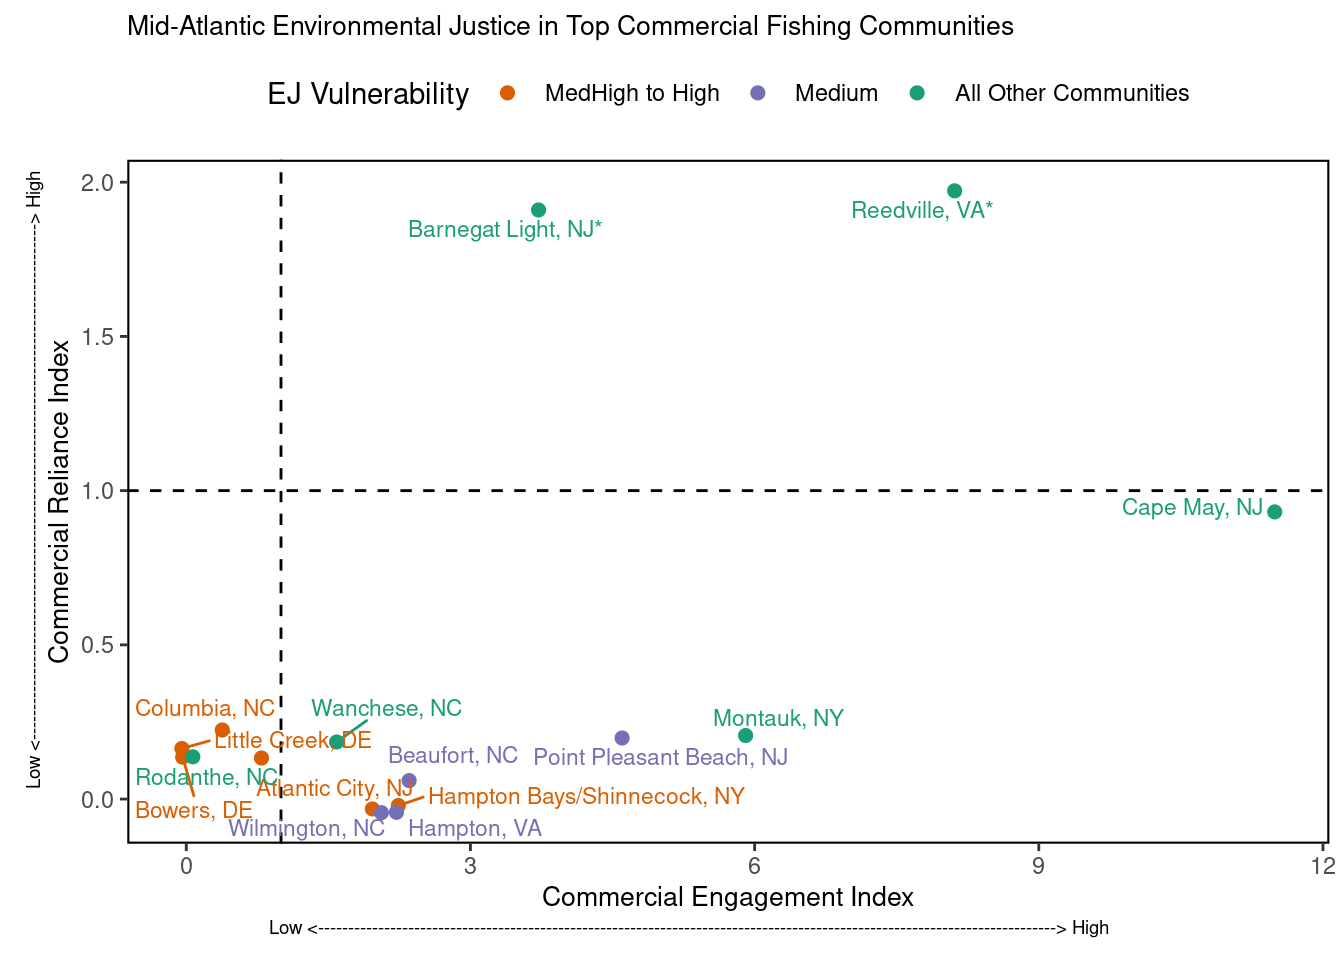 Mid-Atlantic Environmental Justice in Top Commercial Fishing Communities
EJ Vulnerability MedHigh to High Medium All Other Communities
Low <----------------------------------------------------------------------------------------------------> High
Commercial Reliance Index
2.0
1.5
1.0
0.5
0.0
Barnegat Light, NJ*
Reedville, VA*
Cape May, NJ
Columbia, NC
Wanchese, NC
Montauk, NY
Little Creek, DE
Beaufort, NC
Point Pleasant Beach, NJ
Rodanthe, NC
Atlantic City, NJ
Hampton Bays/Shinnecock, NY
Bowers, DE
Wilmington, NC
Hampton, VA
0 3 6 9 12
Commercial Engagement Index
Low <----------------------------------------------------------------------------------------------------------------------------> High